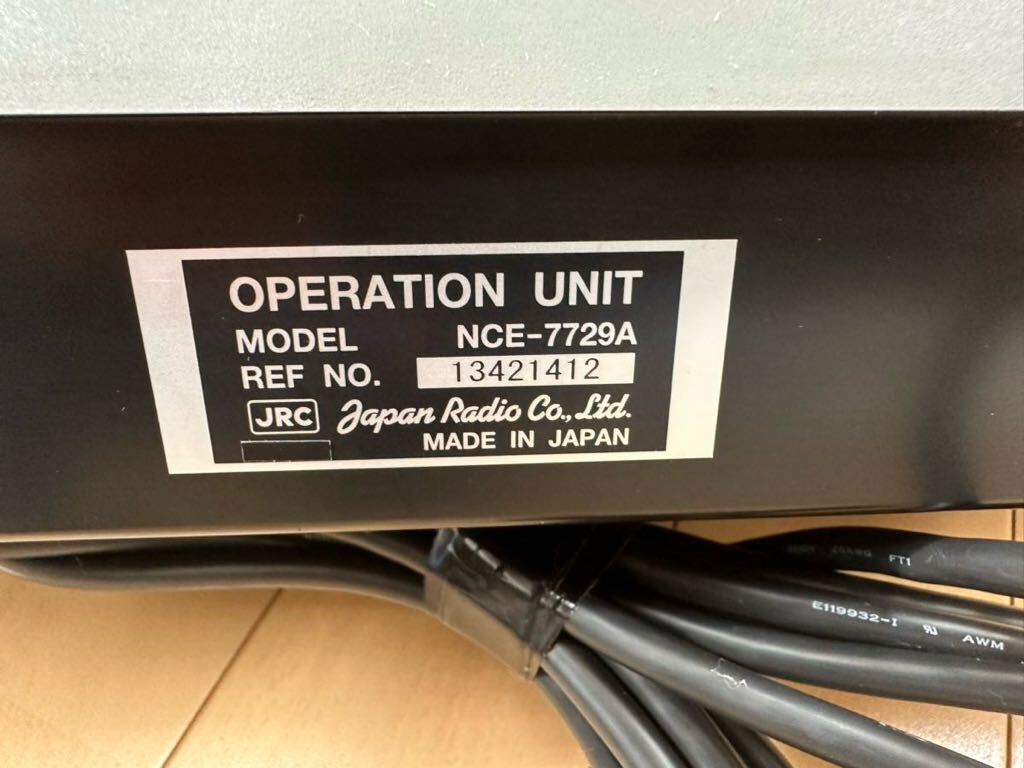 OPERATION UNIT
MODEL NCE-7729A
REF NO. 13421412
JRC Japan Radio Co., Ltd.
MADE IN JAPAN
FT1
E119932-I AWM